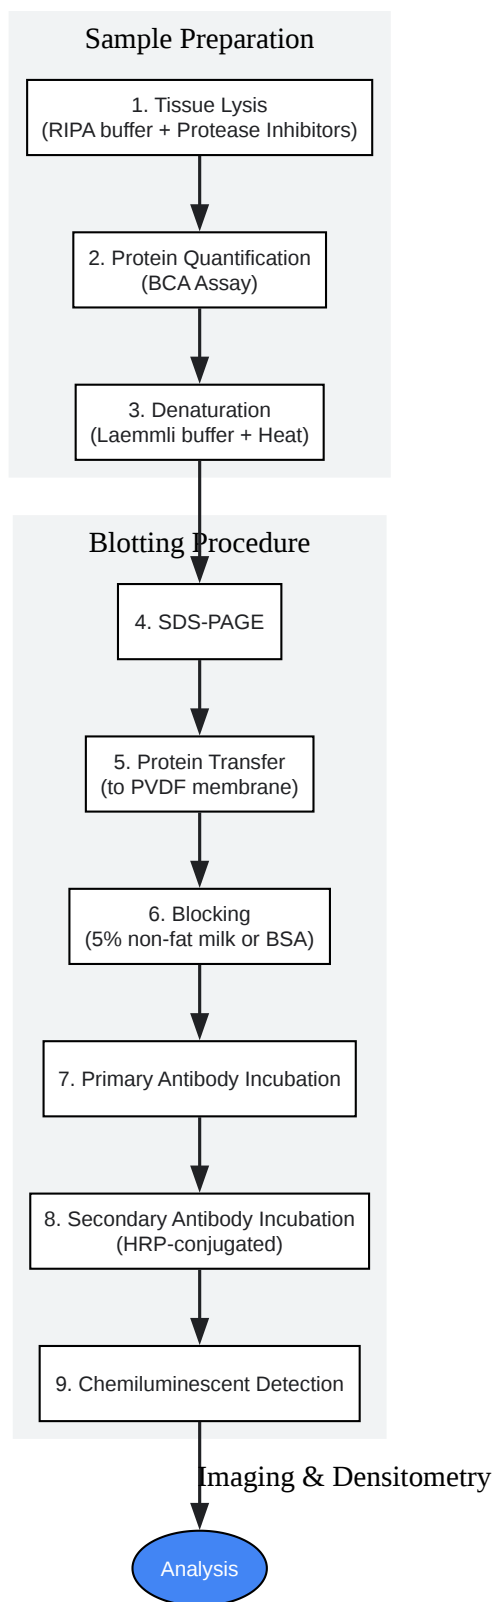 Sample Preparation
1. Tissue Lysis
(RIPA buffer + Protease Inhibitors)
2. Protein Quantification
(BCA Assay)
3. Denaturation
(Laemmli buffer + Heat)
Blotting Procedure
4. SDS-PAGE
5. Protein Transfer
(to PVDF membrane)
6. Blocking
(5% non-fat milk or BSA)
7. Primary Antibody Incubation
8. Secondary Antibody Incubation
(HRP-conjugated)
9. Chemiluminescent Detection
Imaging & Densitometry
Analysis